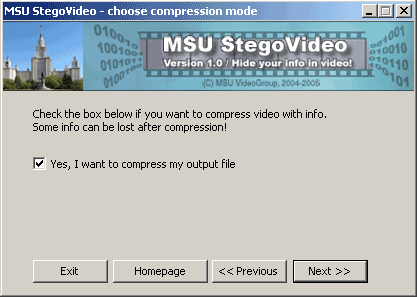 MSU StegoVideo - choose compression mode
MSU StegoVideo
Version 1.0 / Hide your info in video!
(C) MSU VideoGroup, 2004-2005
Check the box below if you want to compress video with info.
Some info can be lost after compression!
Yes, I want to compress my output file
Exit
Homepage
<< Previous
Next >>